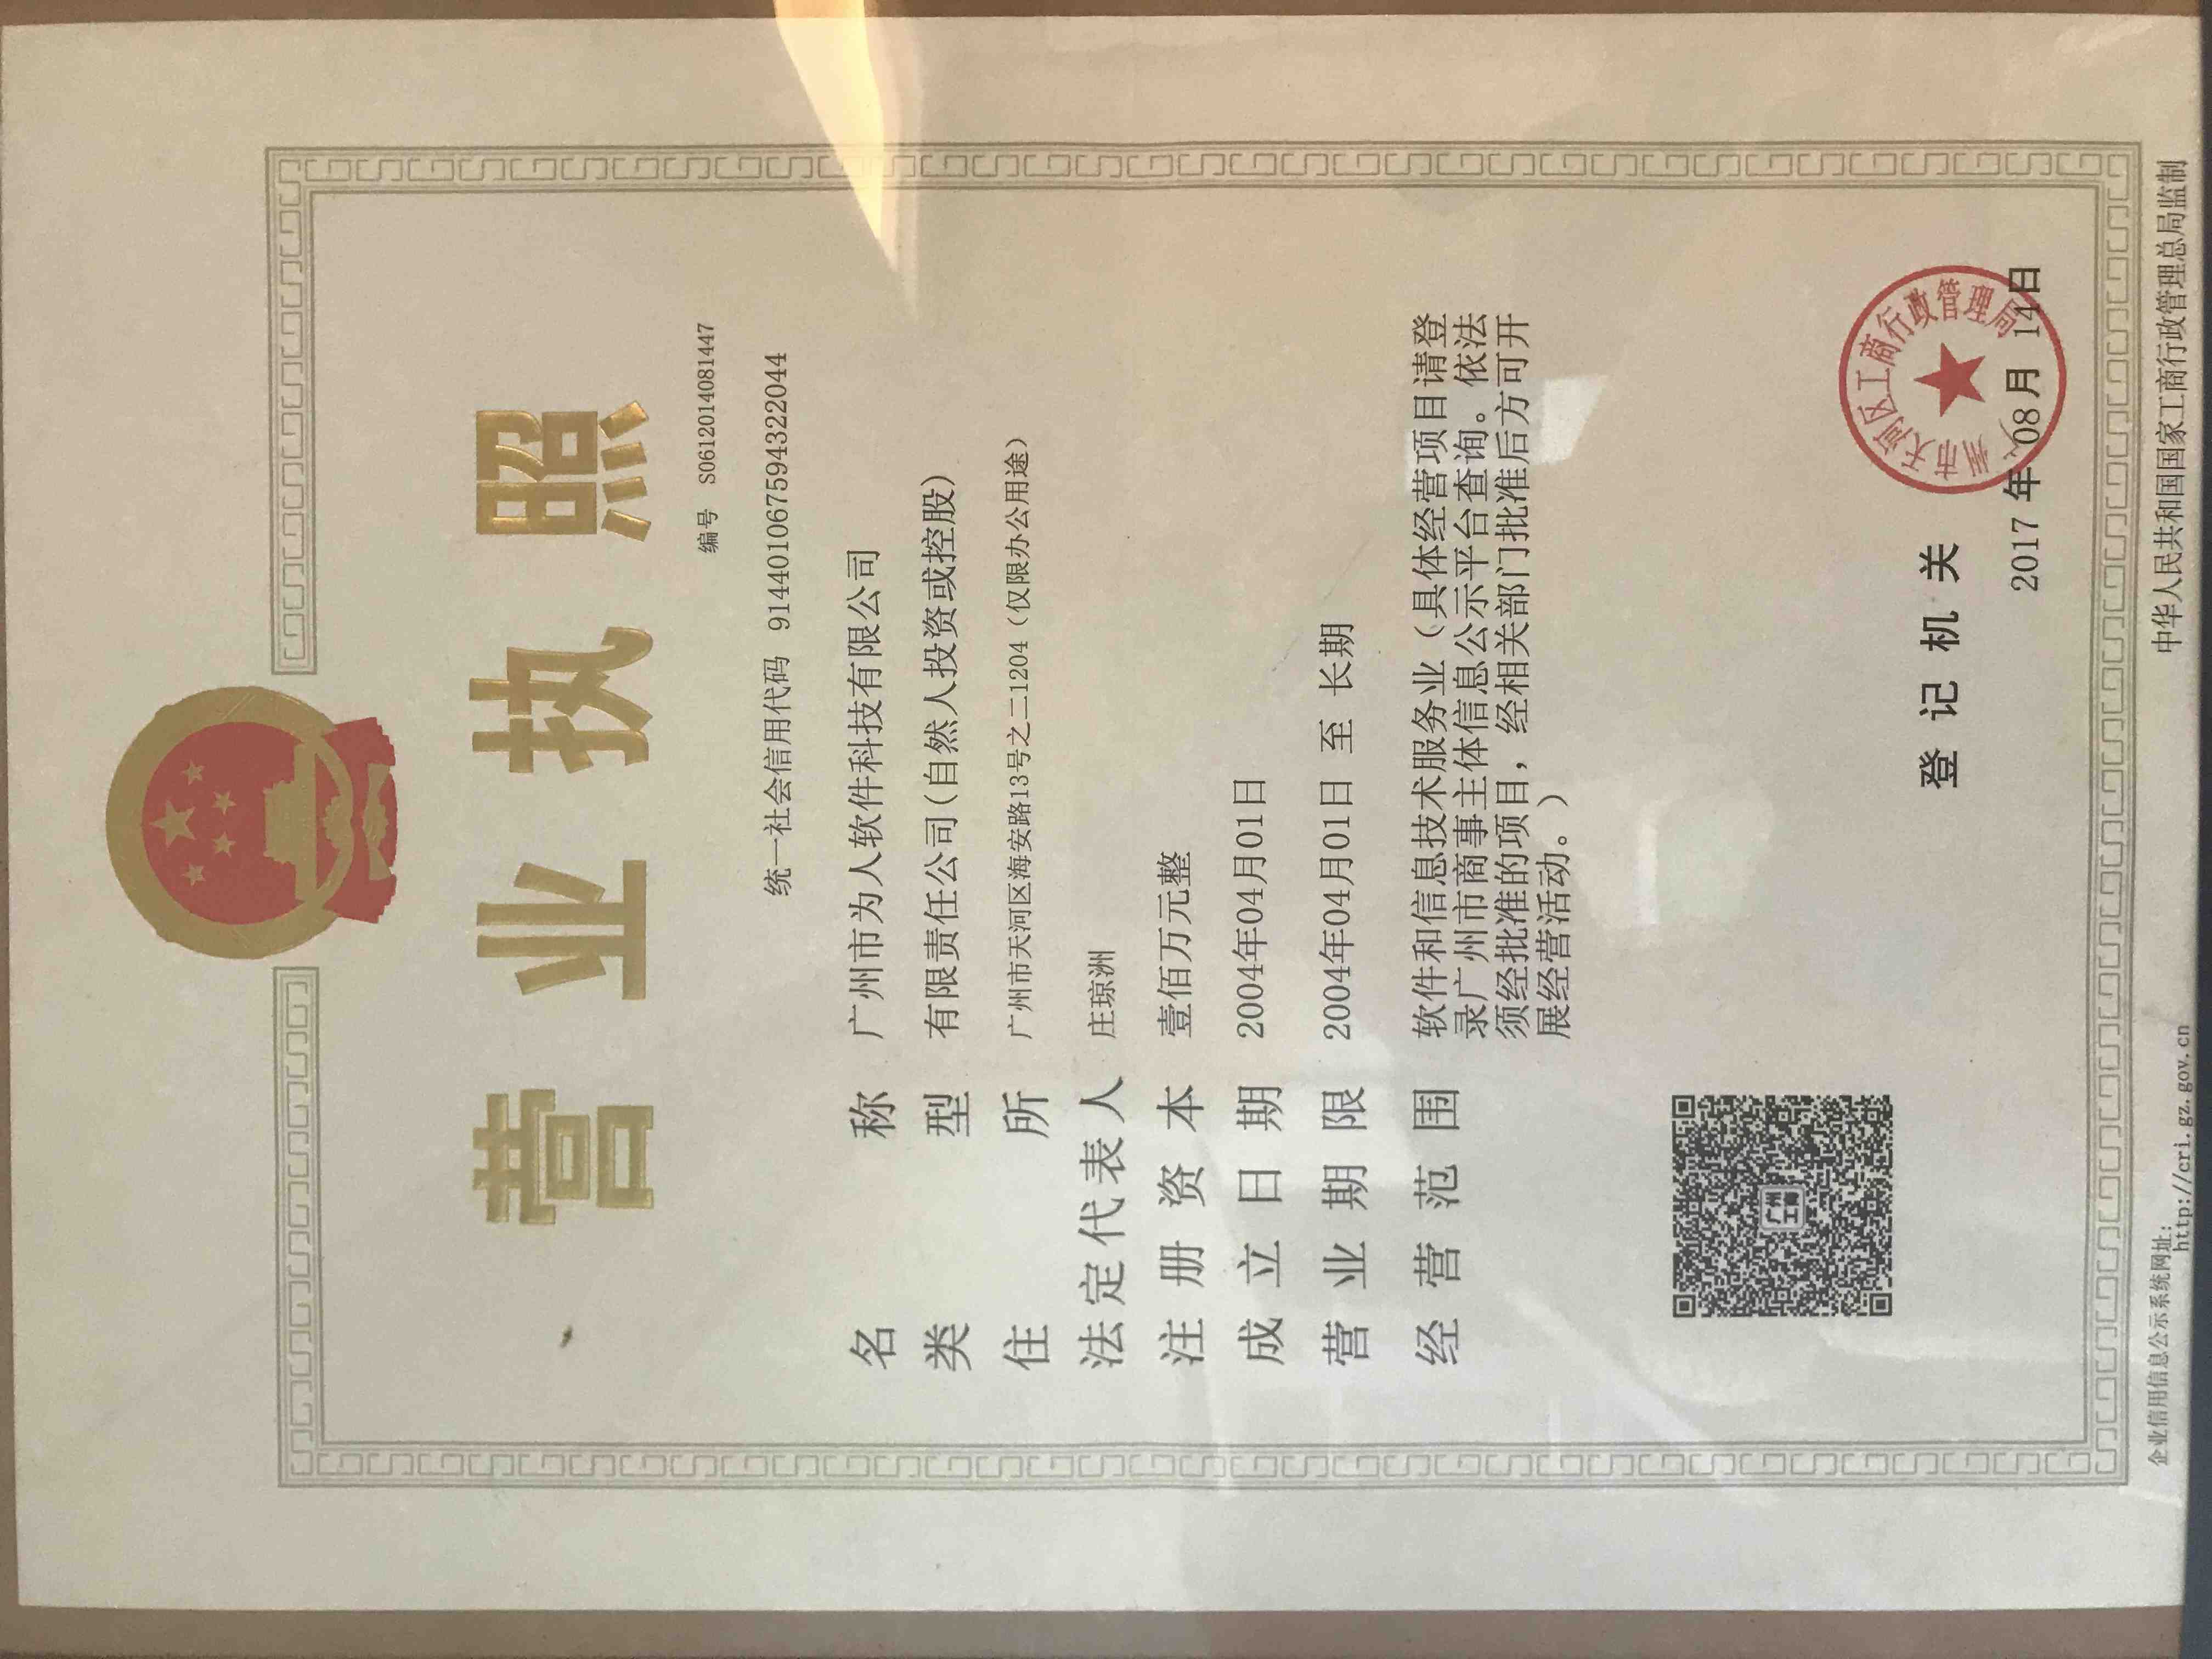 营业执照
编号 S0612014081447
统一社会信用代码 914401067594322044
名称 广州市为人软件科技有限公司
类型 有限责任公司(自然人投资或控股)
住所 广州市天河区海安路13号之二1204（仅限办公用途）
法定代表人 庄琼洲
注册资本 壹佰万元整
成立日期 2004年04月01日
营业期限 2004年04月01日 至 长期
经营范围 软件和信息技术服务业（具体经营项目请登
录广州市商事主体信息公示平台查询。依法
须经批准的项目，经相关部门批准后方可开
展经营活动。）
广州
工商
登记机关
市天河区工商行政管理局
2017 年 08 月 14 日
企业信用信息公示系统网址：
http://cri.gz.gov.cn
中华人民共和国国家工商行政管理总局监制